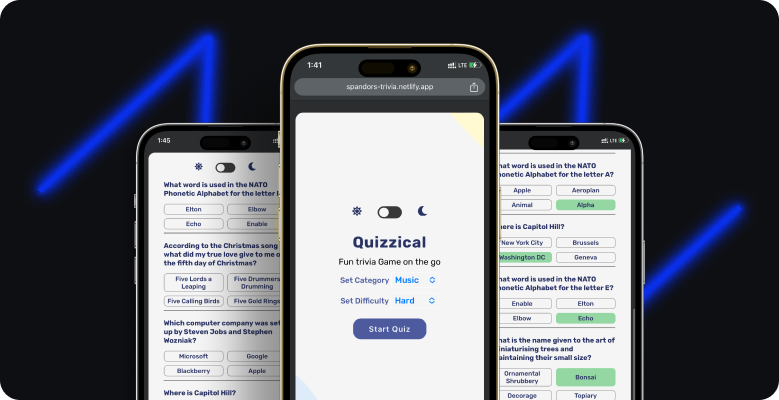 1:45
What word is used in the NATO
Phonetic Alphabet for the letter
Elton
Elbow
Echo
Enable
According to the Christmas song
what did my true love give to me
the fifth day of Christmas?
Five Lords a
Leaping
Five Drummers
Drumming
Five Calling Birds
Five Gold Rings
Which computer company was set
up by Steven Jobs and Stephen
Wozniak?
Microsoft
Google
Blackberry
Apple
Where is Capitol Hill?
1:41
LTE
spandors-trivia.netlify.app
Quizzical
Fun trivia Game on the go
Set Category Music
Set Difficulty Hard
Start Quiz
LTE
hat word is used in the NATO
onetic Alphabet for the letter A?
Apple
Aeroplan
Animal
Alpha
here is Capitol Hill?
New York City
Brussels
Washington DC
Geneva
hat word is used in the NATO
onetic Alphabet for the letter E?
Enable
Elton
Elbow
Echo
hat is the name given to the art of
iniaturising trees and
aintaining their small size?
Ornamental
Shrubbery
Bonsai
Decorage
Topiary